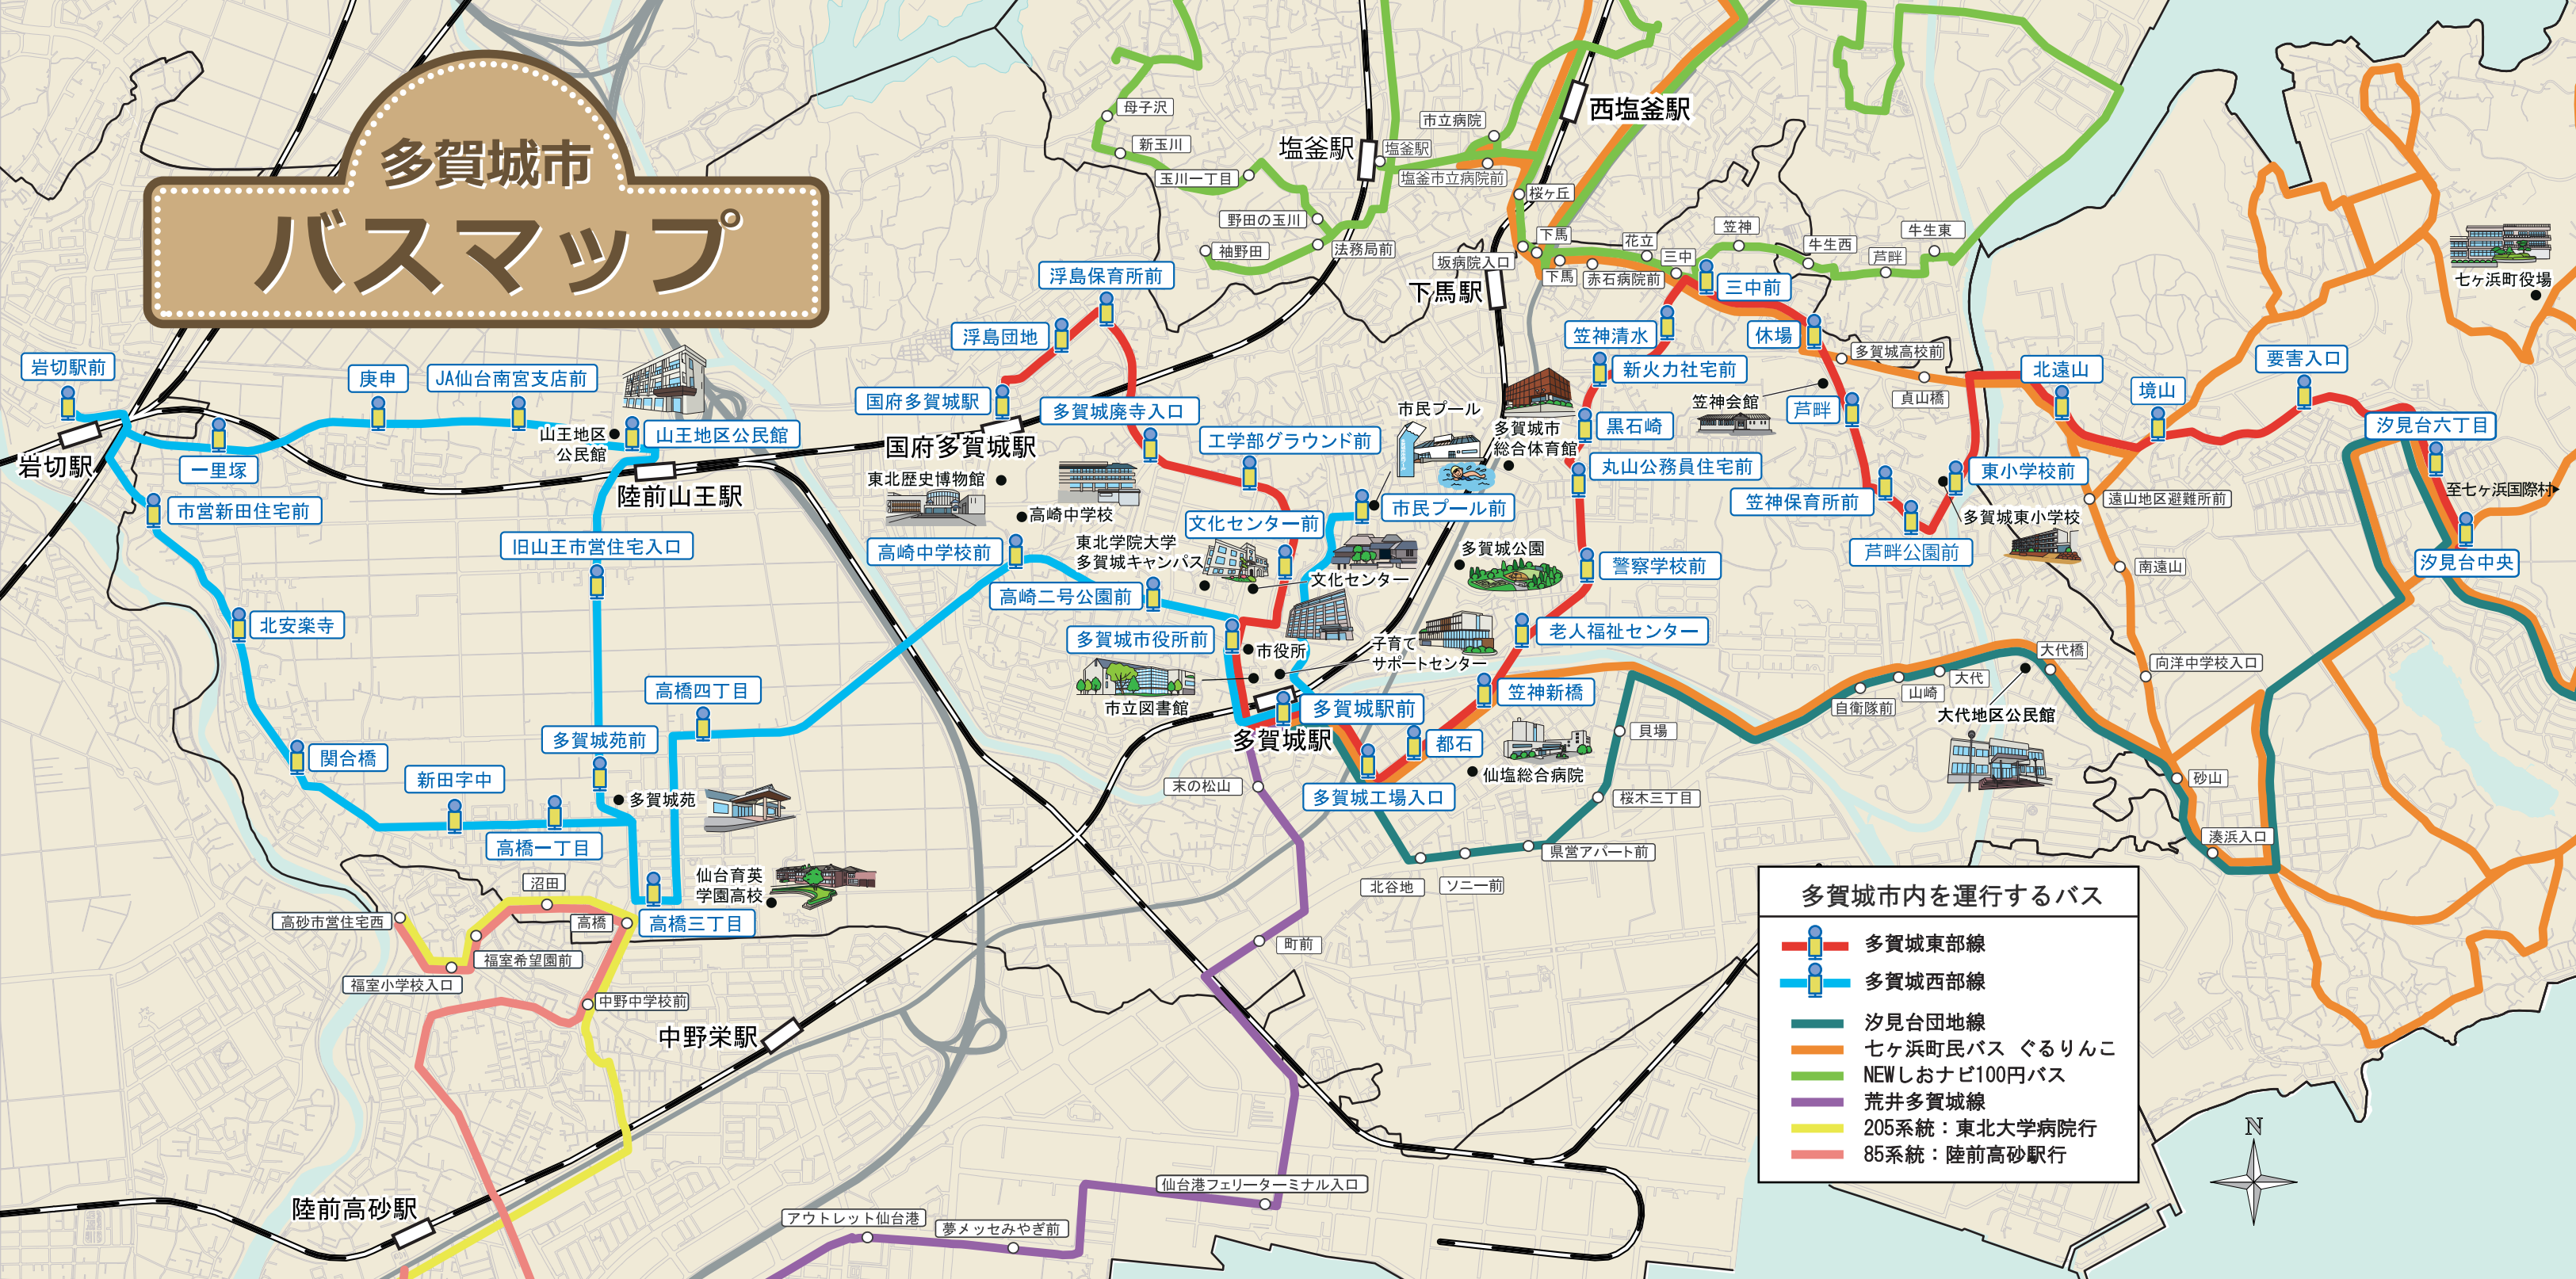 多賀城市
バスマップ
母子沢
新玉川
玉川一丁目
野田の玉川
袖野田
法務局前
塩釜駅
塩釜駅
市立病院
塩釜市立病院前
西塩釜駅
桜ヶ丘
下馬
坂病院入口
下馬
赤石病院前
花立
三中
笠神
牛生西
芦畔
牛生東
下馬駅
三中前
笠神清水
休場
多賀城高校前
貞山橋
新火力社宅前
笠神会館
芦畔
黒石崎
丸山公務員住宅前
笠神保育所前
芦畔公園前
東小学校前
多賀城東小学校
北遠山
境山
要害入口
汐見台六丁目
汐見台中央
至七ヶ浜国際村
七ヶ浜町役場
遠山地区避難所前
南遠山
向洋中学校入口
浮島保育所前
浮島団地
国府多賀城駅
国府多賀城駅
多賀城廃寺入口
工学部グラウンド前
市民プール
多賀城市
総合体育館
市民プール前
文化センター前
文化センター
東北歴史博物館
高崎中学校
高崎中学校前
東北学院大学
多賀城キャンパス
高崎二号公園前
多賀城市役所前
市役所
市立図書館
子育て
サポートセンター
多賀城公園
警察学校前
老人福祉センター
笠神新橋
多賀城駅前
多賀城駅
都石
多賀城工場入口
仙塩総合病院
貝場
桜木三丁目
県営アパート前
ソニー前
北谷地
自衛隊前
山崎
大代
大代橋
大代地区公民館
砂山
湊浜入口
岩切駅前
岩切駅
一里塚
庚申
JA仙台南宮支店前
山王地区
公民館
山王地区公民館
陸前山王駅
市営新田住宅前
旧山王市営住宅入口
北安楽寺
関合橋
新田字中
高橋一丁目
多賀城苑前
多賀城苑
高橋四丁目
高橋三丁目
仙台育英
学園高校
沼田
高橋
高砂市営住宅西
福室希望園前
福室小学校入口
中野中学校前
中野栄駅
陸前高砂駅
末の松山
町前
仙台港フェリーターミナル入口
アウトレット仙台港
夢メッセみやぎ前
多賀城市内を運行するバス
多賀城東部線
多賀城西部線
汐見台団地線
七ヶ浜町民バス ぐるりんこ
NEWしおナビ100円バス
荒井多賀城線
205系統：東北大学病院行
85系統：陸前高砂駅行
N